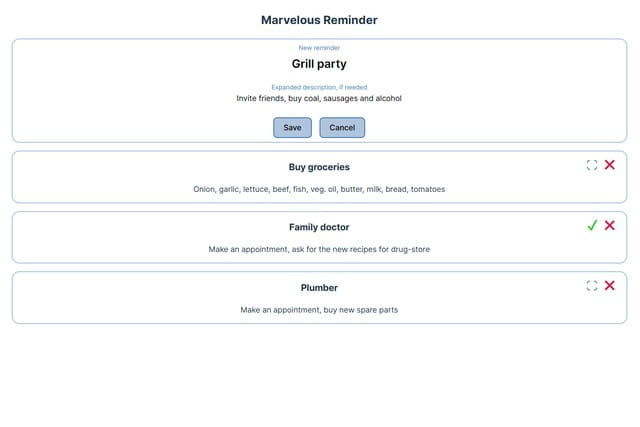 Marvelous Reminder
New reminder
Grill party
Expanded description, if needed
Invite friends, buy coal, sausages and alcohol
Save
Cancel
Buy groceries
Onion, garlic, lettuce, beef, fish, veg. oil, butter, milk, bread, tomatoes
Family doctor
Make an appointment, ask for the new recipes for drug-store
Plumber
Make an appointment, buy new spare parts